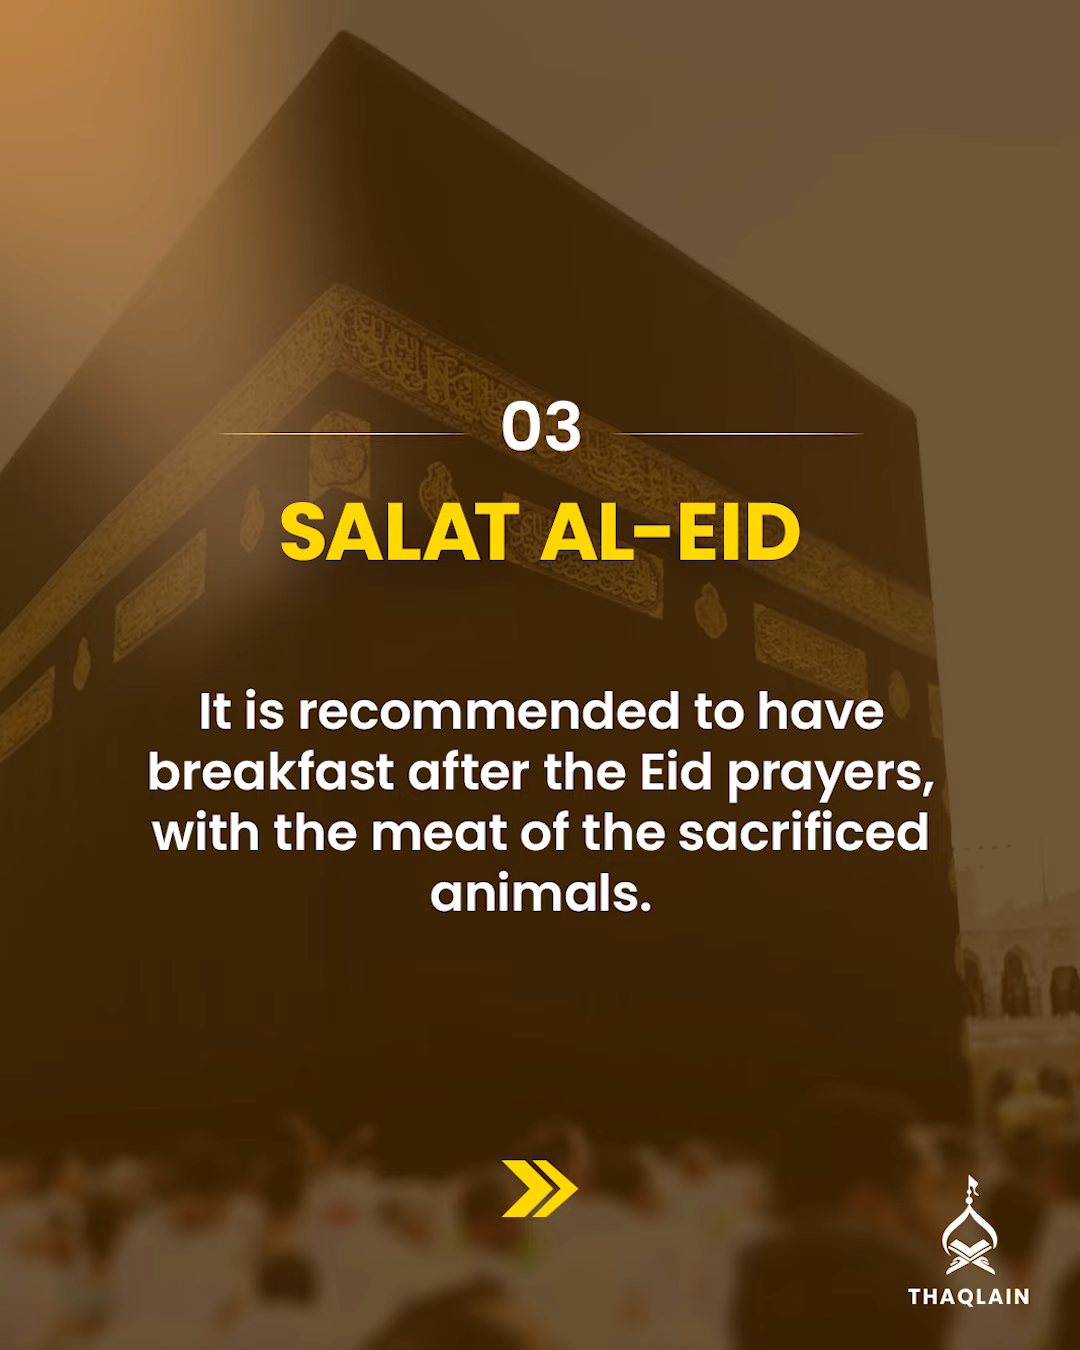 03
SALAT AL-EID
It is recommended to have
breakfast after the Eid prayers,
with the meat of the sacrificed
animals.
THAQLAIN